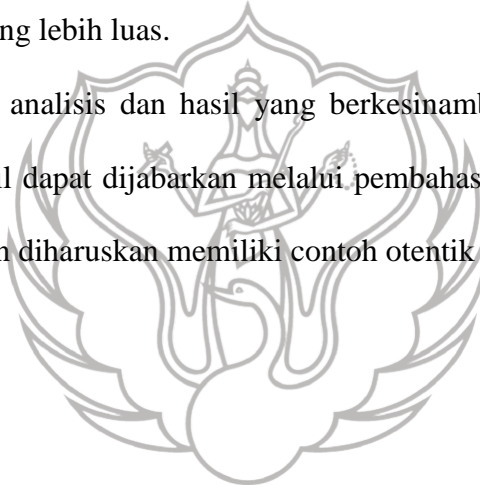 ng lebih luas.
analisis dan hasil yang berkesinamb
l dapat dijabarkan melalui pembahas
diharuskan memiliki contoh otentik